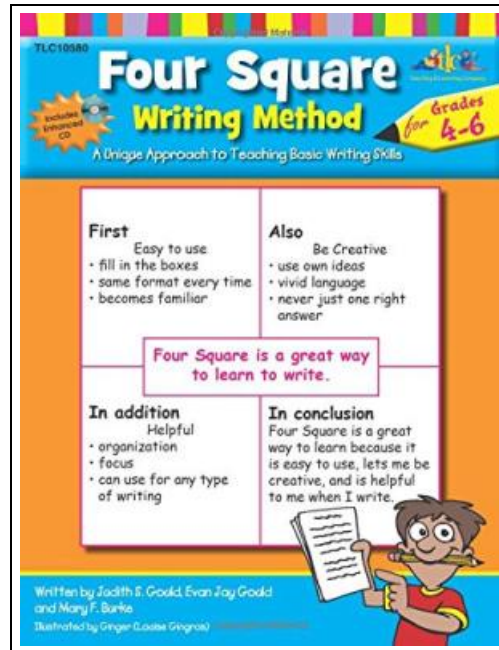 TLC10580
Four Square
Writing Method
Includes
Enhanced
CD
for Grades
4-6
A Unique Approach to Teaching Basic Writing Skills
First
Easy to use
• fill in the boxes
• same format every time
• becomes familiar
Also
Be Creative
• use own ideas
• vivid language
• never just one right
answer
Four Square is a great way
to learn to write.
In addition
Helpful
• organization
• focus
• can use for any type
of writing
In conclusion
Four Square is a great
way to learn because it
is easy to use, lets me be
creative, and is helpful
to me when I write.
Written by Judith S. Gould, Evan Jay Gould
and Mary F. Burke
Illustrated by Ginger (Louise Gingras)